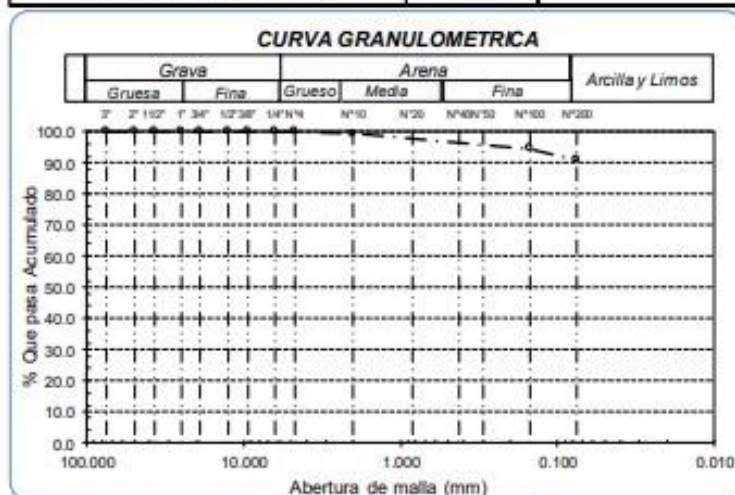 CURVA GRANULOMETRICA
Grava Arena Arcilla y Limos
Gruesa Fina Grueso Media Fina
3" 2" 1 1/2" 1" 3/4" 1/2" 3/8" 1/4" N°4 N°10 N°20 N°40 N°50 N°100 N°200
% Que pasa Acumulado
100.0
90.0
80.0
70.0
60.0
50.0
40.0
30.0
20.0
10.0
0.0
100.000 10.000 1.000 0.100 0.010
Abertura de malla (mm)